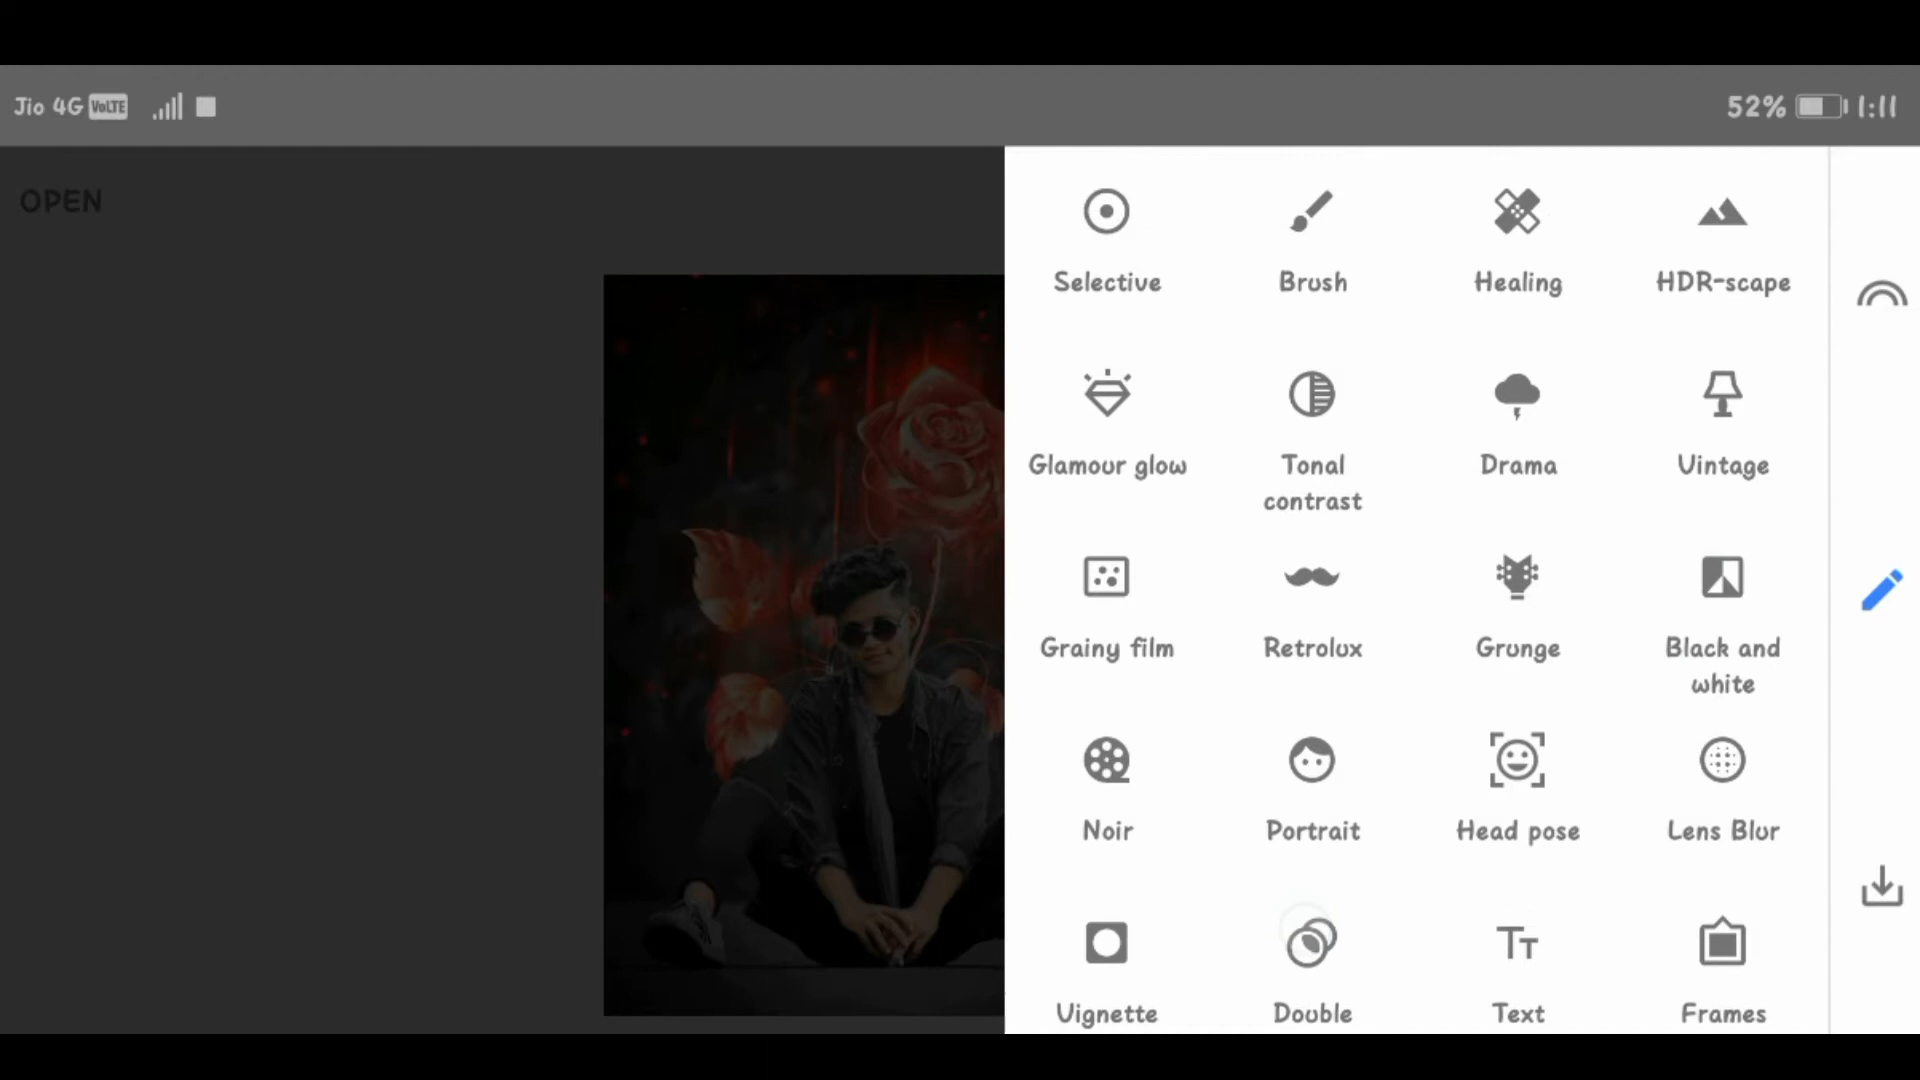 Jio 4G VoLTE 52% 1:11
OPEN
Selective Brush Healing HDR-scape
Glamour glow Tonal contrast Drama Vintage
Grainy film Retrolux Grunge Black and white
Noir Portrait Head pose Lens Blur
Vignette Double Text Frames
Tт